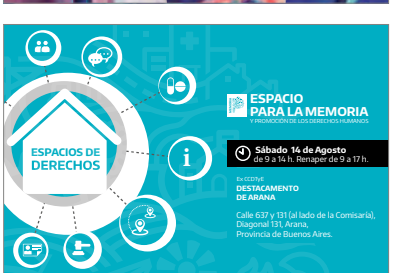 ESPACIOS DE
DERECHOS
i
ESPACIO
PARA LA MEMORIA
Y PROMOCIÓN DE LOS DERECHOS HUMANOS
Sábado 14 de Agosto
de 9 a 14 h. Renaper de 9 a 17 h.
Ex CCDTyE
DESTACAMENTO
DE ARANA
Calle 637 y 131 (al lado de la Comisaría),
Diagonal 131, Arana,
Provincia de Buenos Aires.